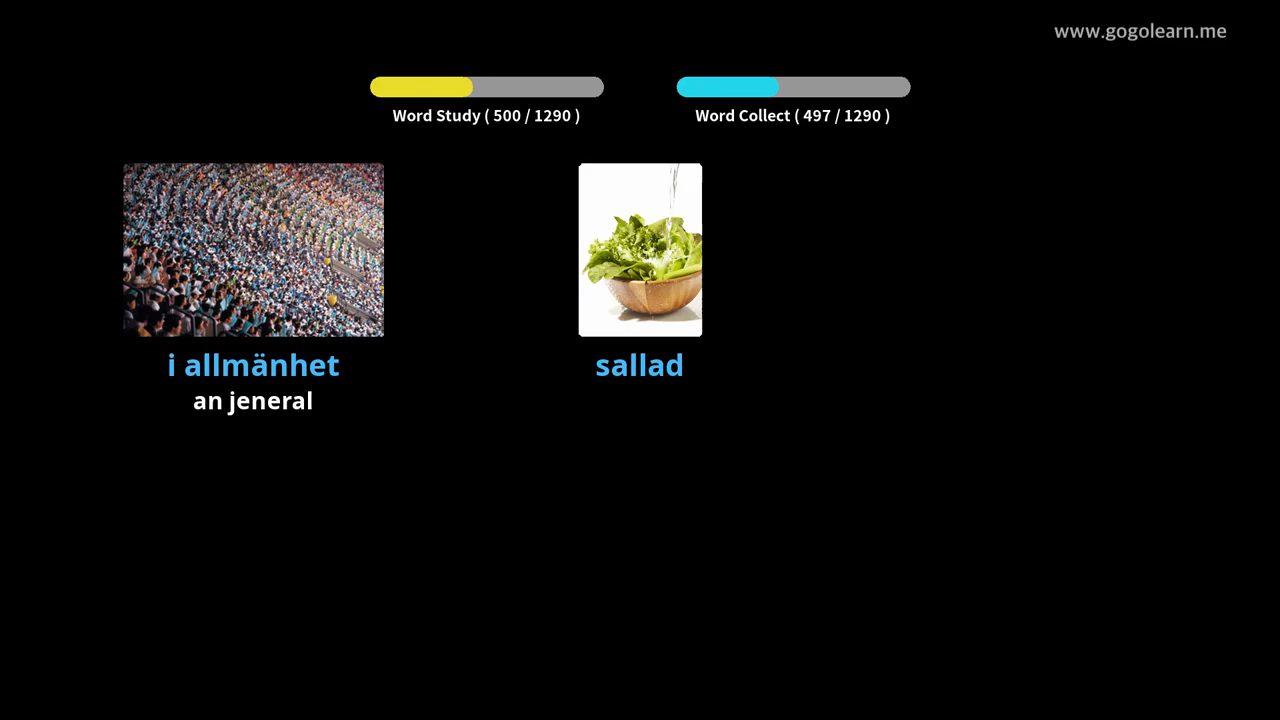 www.gogolearn.me
Word Study ( 500 / 1290 )
Word Collect ( 497 / 1290 )
i allmänhet
an jeneral
sallad